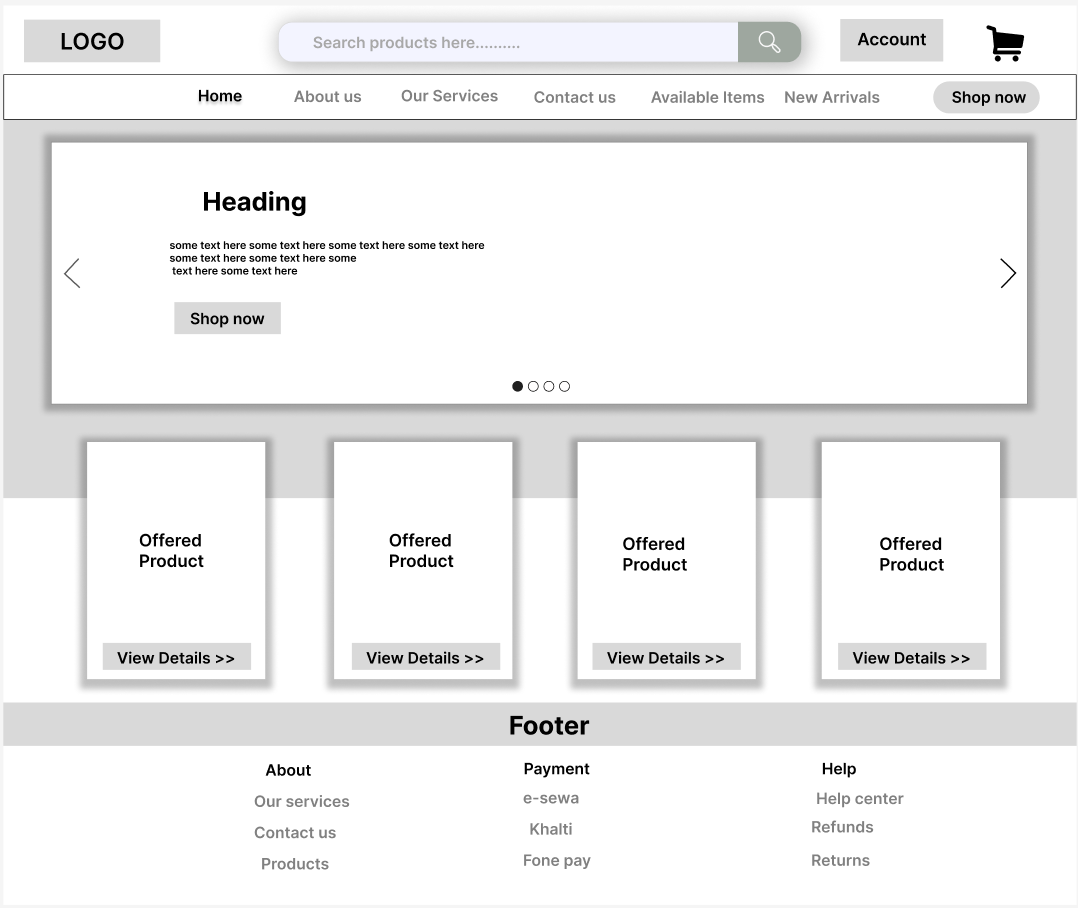 LOGO
Search products here..........
Account
Home
About us
Our Services
Contact us
Available Items
New Arrivals
Shop now
Heading
some text here some text here some text here some text here
some text here some text here some
text here some text here
Shop now
Offered
Product
View Details >>
Offered
Product
View Details >>
Offered
Product
View Details >>
Offered
Product
View Details >>
Footer
About
Our services
Contact us
Products
Payment
e-sewa
Khalti
Fone pay
Help
Help center
Refunds
Returns